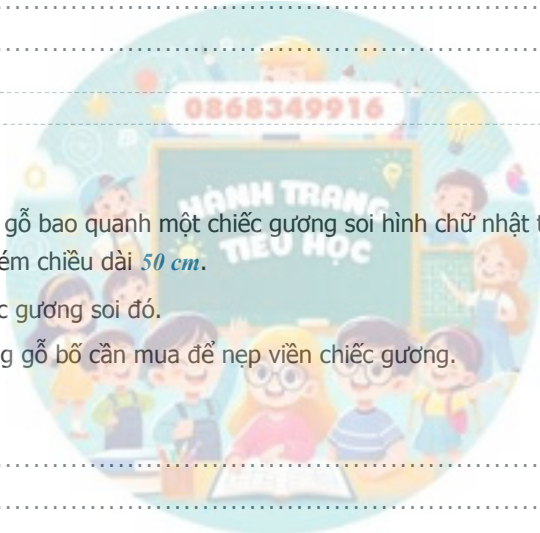 0868349916
HÀNH TRANG
TIỂU HỌC
gỗ bao quanh một chiếc gương soi hình chữ nhật
ém chiều dài 50 cm.
c gương soi đó.
g gỗ bố cần mua để nẹp viền chiếc gương.